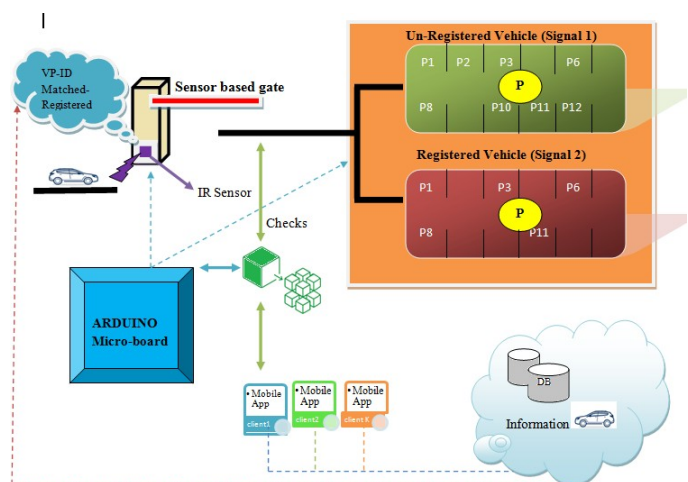 Un-Registered Vehicle (Signal 1)
VP-ID
Matched-
Registered
Sensor based gate
P1 P2 P3 P6
P
P8 P10 P11 P12
Registered Vehicle (Signal 2)
IR Sensor
P1 P3 P6
P
P8 P11
Checks
ARDUINO
Micro-board
• Mobile
App
client1
• Mobile
App
client2
• Mobile
App
client K
DB
Information